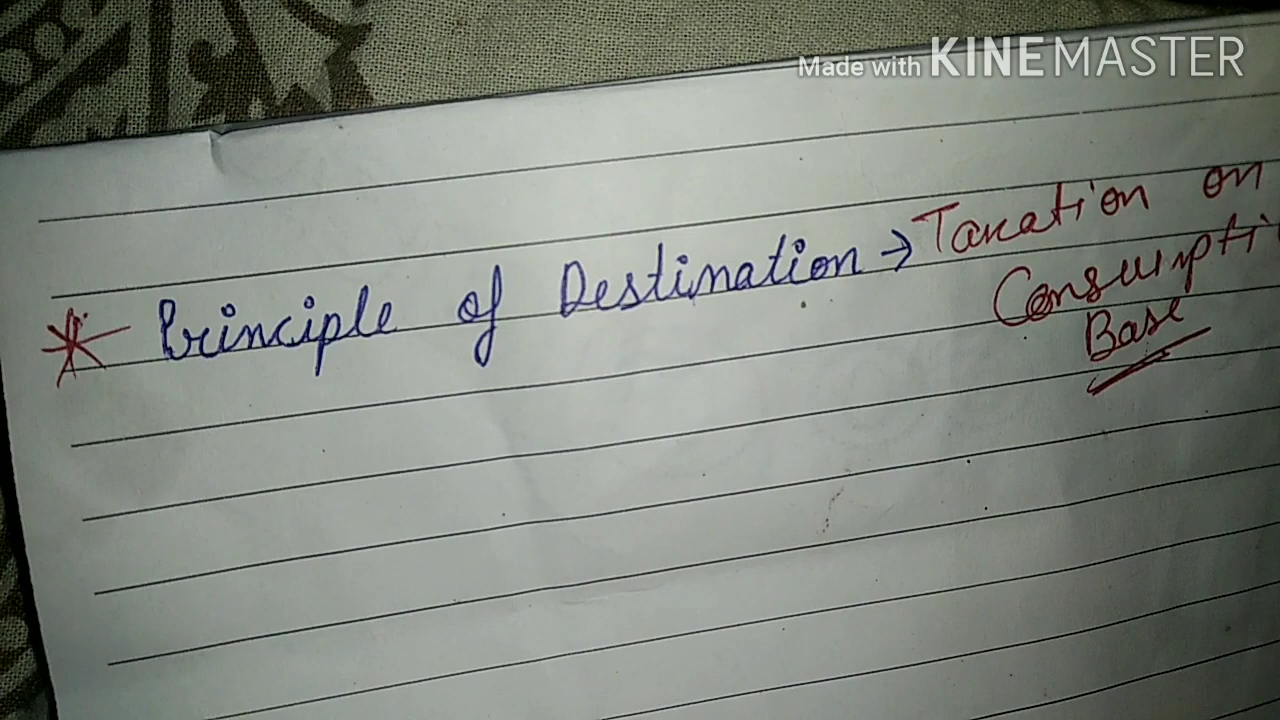 Made with KINEMASTER
* Principle of Destination → Taxation on
Consumpti
Base